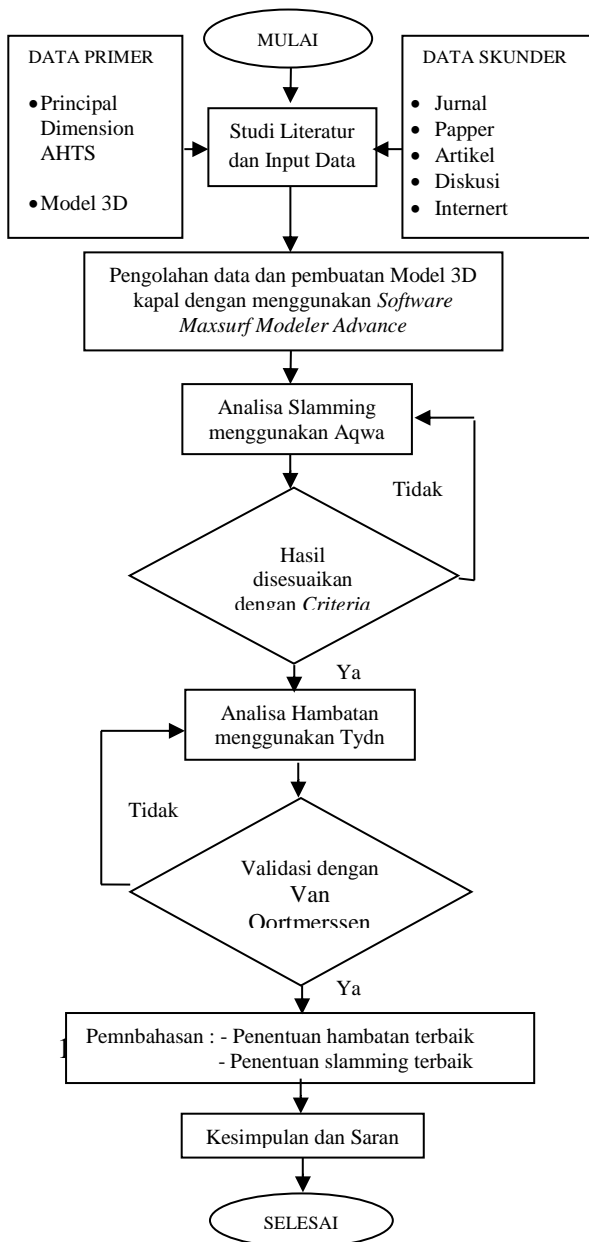 MULAI
DATA PRIMER
•Principal
Dimension
AHTS
•Model 3D
DATA SKUNDER
• Jurnal
• Papper
• Artikel
• Diskusi
• Internert
Studi Literatur
dan Input Data
Pengolahan data dan pembuatan Model 3D
kapal dengan menggunakan Software
Maxsurf Modeler Advance
Analisa Slamming
menggunakan Aqwa
Tidak
Hasil
disesuaikan
dengan Criteria
Ya
Analisa Hambatan
menggunakan Tydn
Tidak
Validasi dengan
Van
Oortmerssen
Ya
1
Pemnbahasan : - Penentuan hambatan terbaik
- Penentuan slamming terbaik
Kesimpulan dan Saran
SELESAI